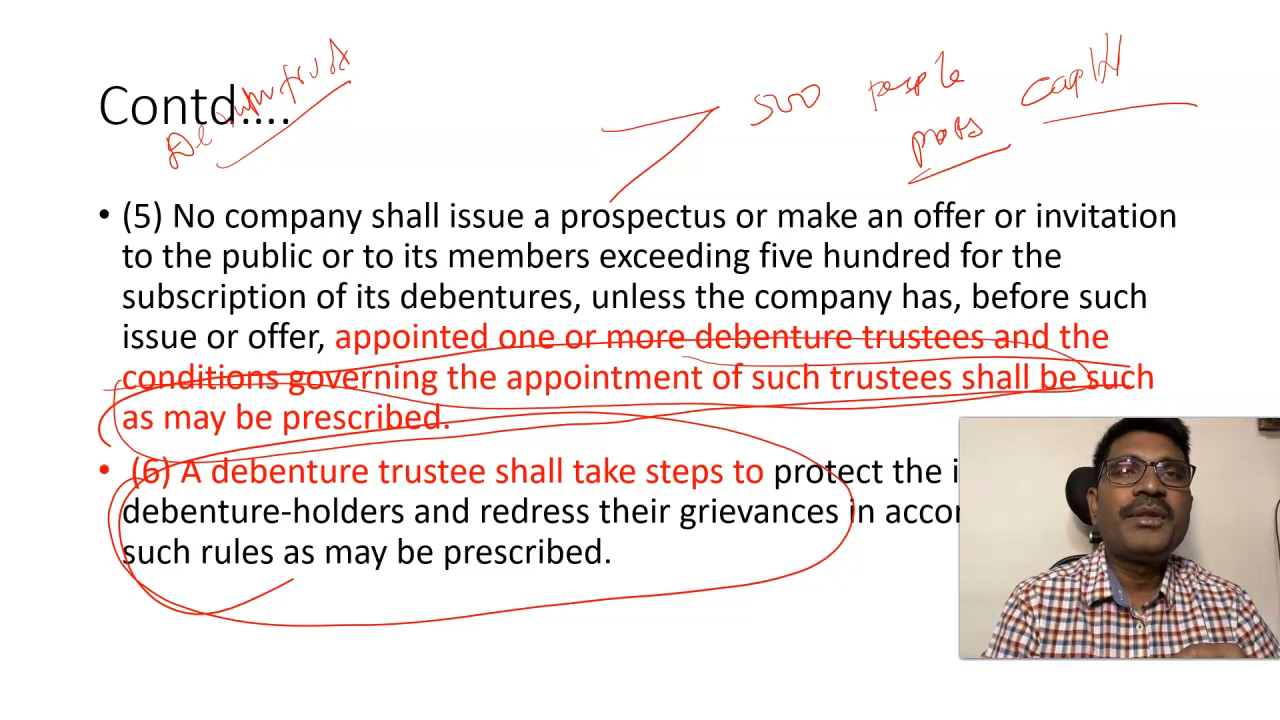 500 people capital
Contd....
• (5) No company shall issue a prospectus or make an offer or invitation
to the public or to its members exceeding five hundred for the
subscription of its debentures, unless the company has, before such
issue or offer, appointed one or more debenture trustees and the
conditions governing the appointment of such trustees shall be such
as may be prescribed.
• (6) A debenture trustee shall take steps to protect the i
debenture-holders and redress their grievances in accor
such rules as may be prescribed.